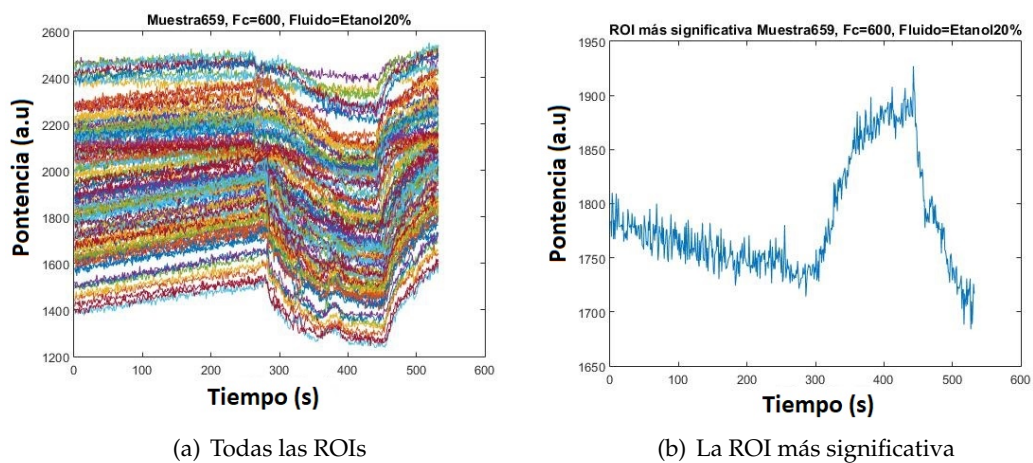 Muestra659, Fc=600, Fluido=Etanol20%
2600
2400
2200
2000
1800
1600
1400
1200
0 100 200 300 400 500 600
Pontencia (a.u)
Tiempo (s)
(a) Todas las ROIs
ROI más significativa Muestra659, Fc=600, Fluido=Etanol20%
1950
1900
1850
1800
1750
1700
1650
0 100 200 300 400 500 600
Pontencia (a.u)
Tiempo (s)
(b) La ROI más significativa